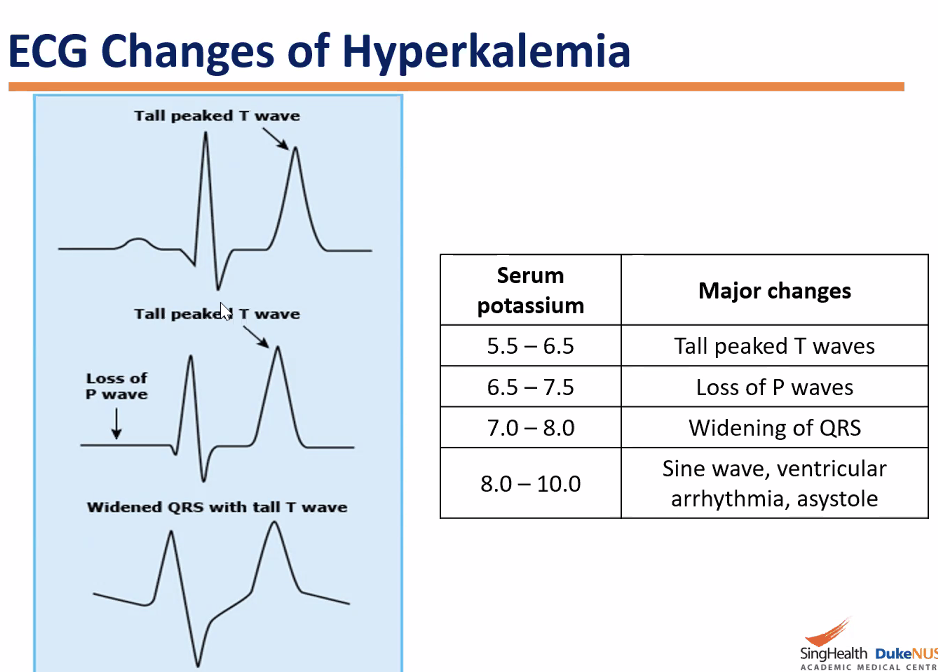 ECG Changes of Hyperkalemia
Tall peaked T wave
Tall peaked T wave
Loss of
P wave
Widened QRS with tall T wave
Serum
potassium
Major changes
5.5 – 6.5
Tall peaked T waves
6.5 – 7.5
Loss of P waves
7.0 – 8.0
Widening of QRS
8.0 – 10.0
Sine wave, ventricular
arrhythmia, asystole
SingHealth DukeNUS
ACADEMIC MEDICAL CENTR